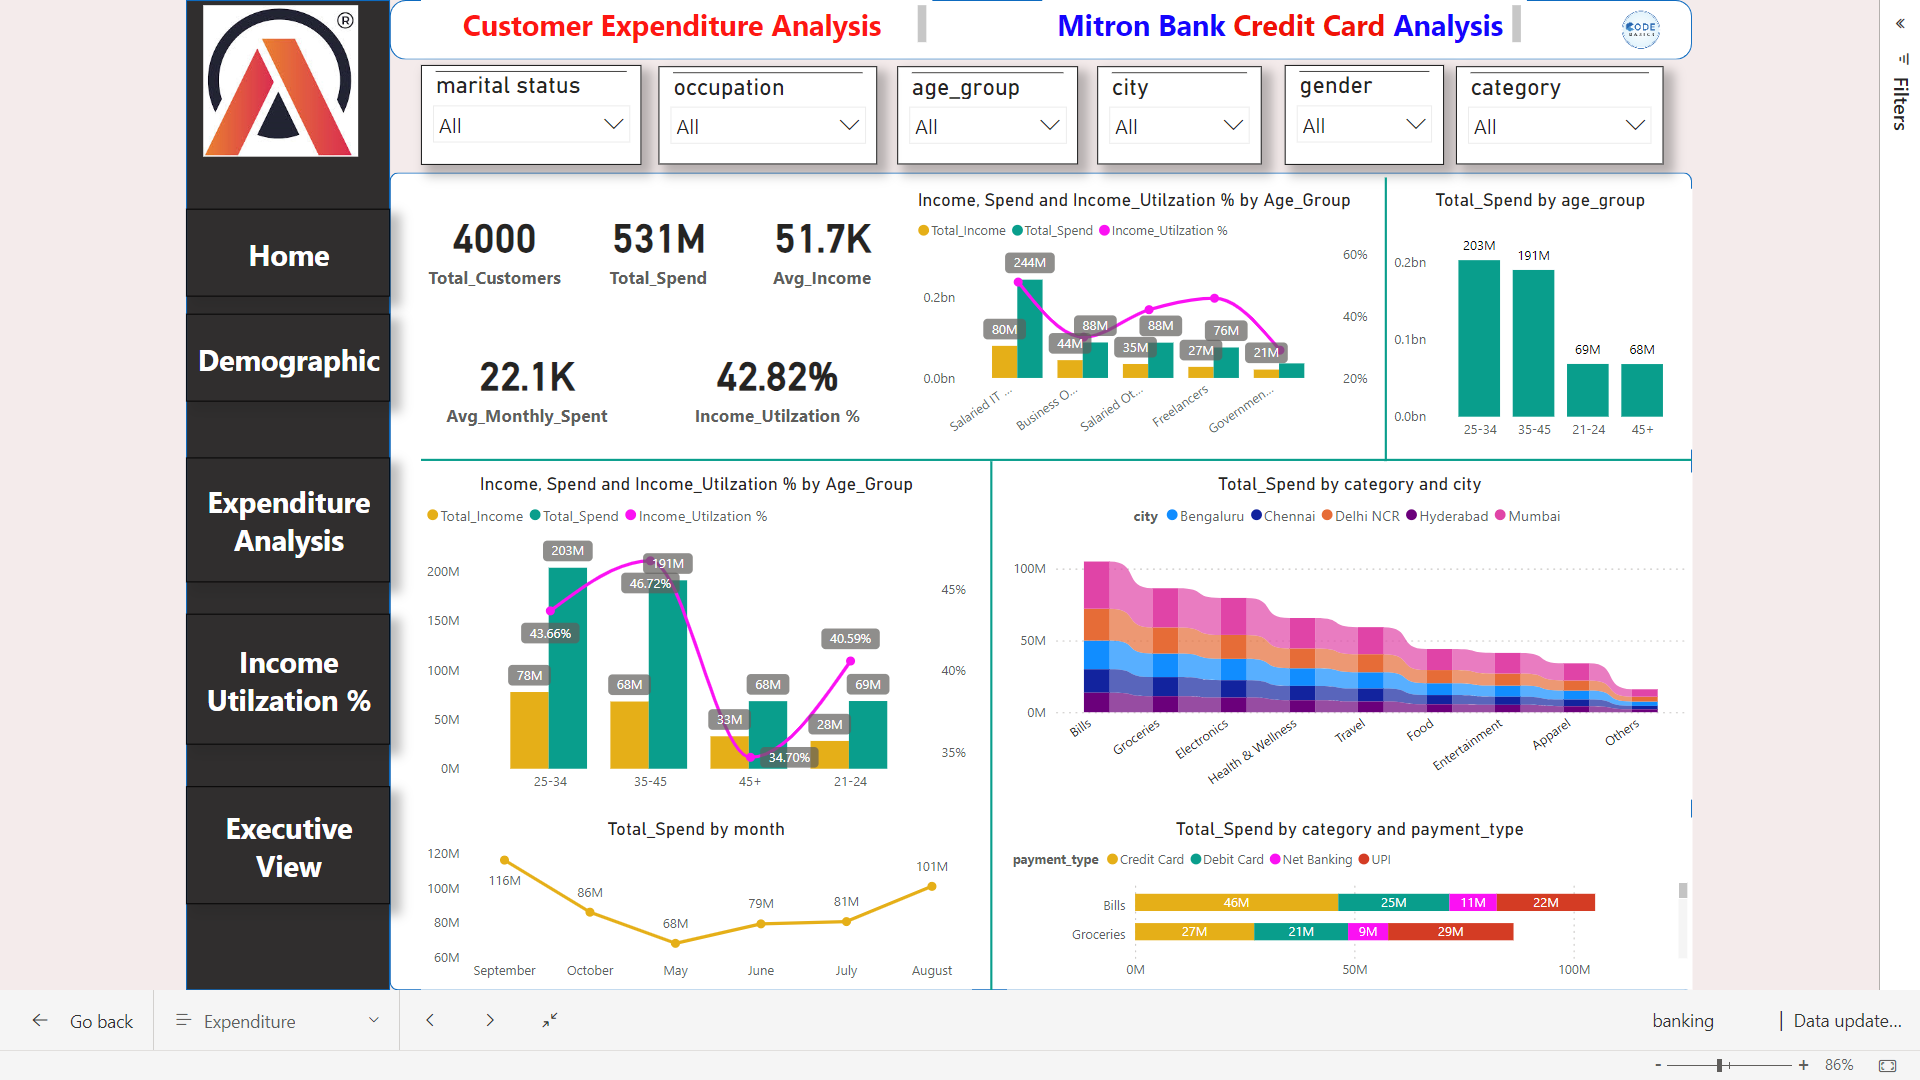 ®
Customer Expenditure Analysis
Mitron Bank Credit Card Analysis
CODE
BASICS
Filters
marital status
All
occupation
All
age_group
All
city
All
gender
All
category
All
Home
Demographic
Expenditure
Analysis
Income
Utilzation %
Executive
View
4000
Total_Customers
531M
Total_Spend
51.7K
Avg_Income
22.1K
Avg_Monthly_Spent
42.82%
Income_Utilzation %
Income, Spend and Income_Utilzation % by Age_Group
Total_Income Total_Spend Income_Utilzation %
60%
40%
20%
0.2bn
0.0bn
244M
80M
88M
44M
88M
35M
76M
27M
21M
Salaried IT ...
Business O...
Salaried Ot...
Freelancers
Governmen...
Total_Spend by age_group
0.2bn
0.1bn
0.0bn
203M
191M
69M
68M
25-34
35-45
21-24
45+
Income, Spend and Income_Utilzation % by Age_Group
Total_Income Total_Spend Income_Utilzation %
200M
150M
100M
50M
0M
45%
40%
35%
203M
43.66%
78M
191M
46.72%
68M
68M
33M
34.70%
40.59%
69M
28M
25-34
35-45
45+
21-24
Total_Spend by category and city
city Bengaluru Chennai Delhi NCR Hyderabad Mumbai
100M
50M
0M
Bills
Groceries
Electronics
Health & Wellness
Travel
Food
Entertainment
Apparel
Others
Total_Spend by month
120M
100M
80M
60M
116M
86M
68M
79M
81M
101M
September
October
May
June
July
August
Total_Spend by category and payment_type
payment_type Credit Card Debit Card Net Banking UPI
Bills 46M 25M 11M 22M
Groceries 27M 21M 9M 29M
0M 50M 100M
Go back
Expenditure
banking
| Data update...
- + 86%